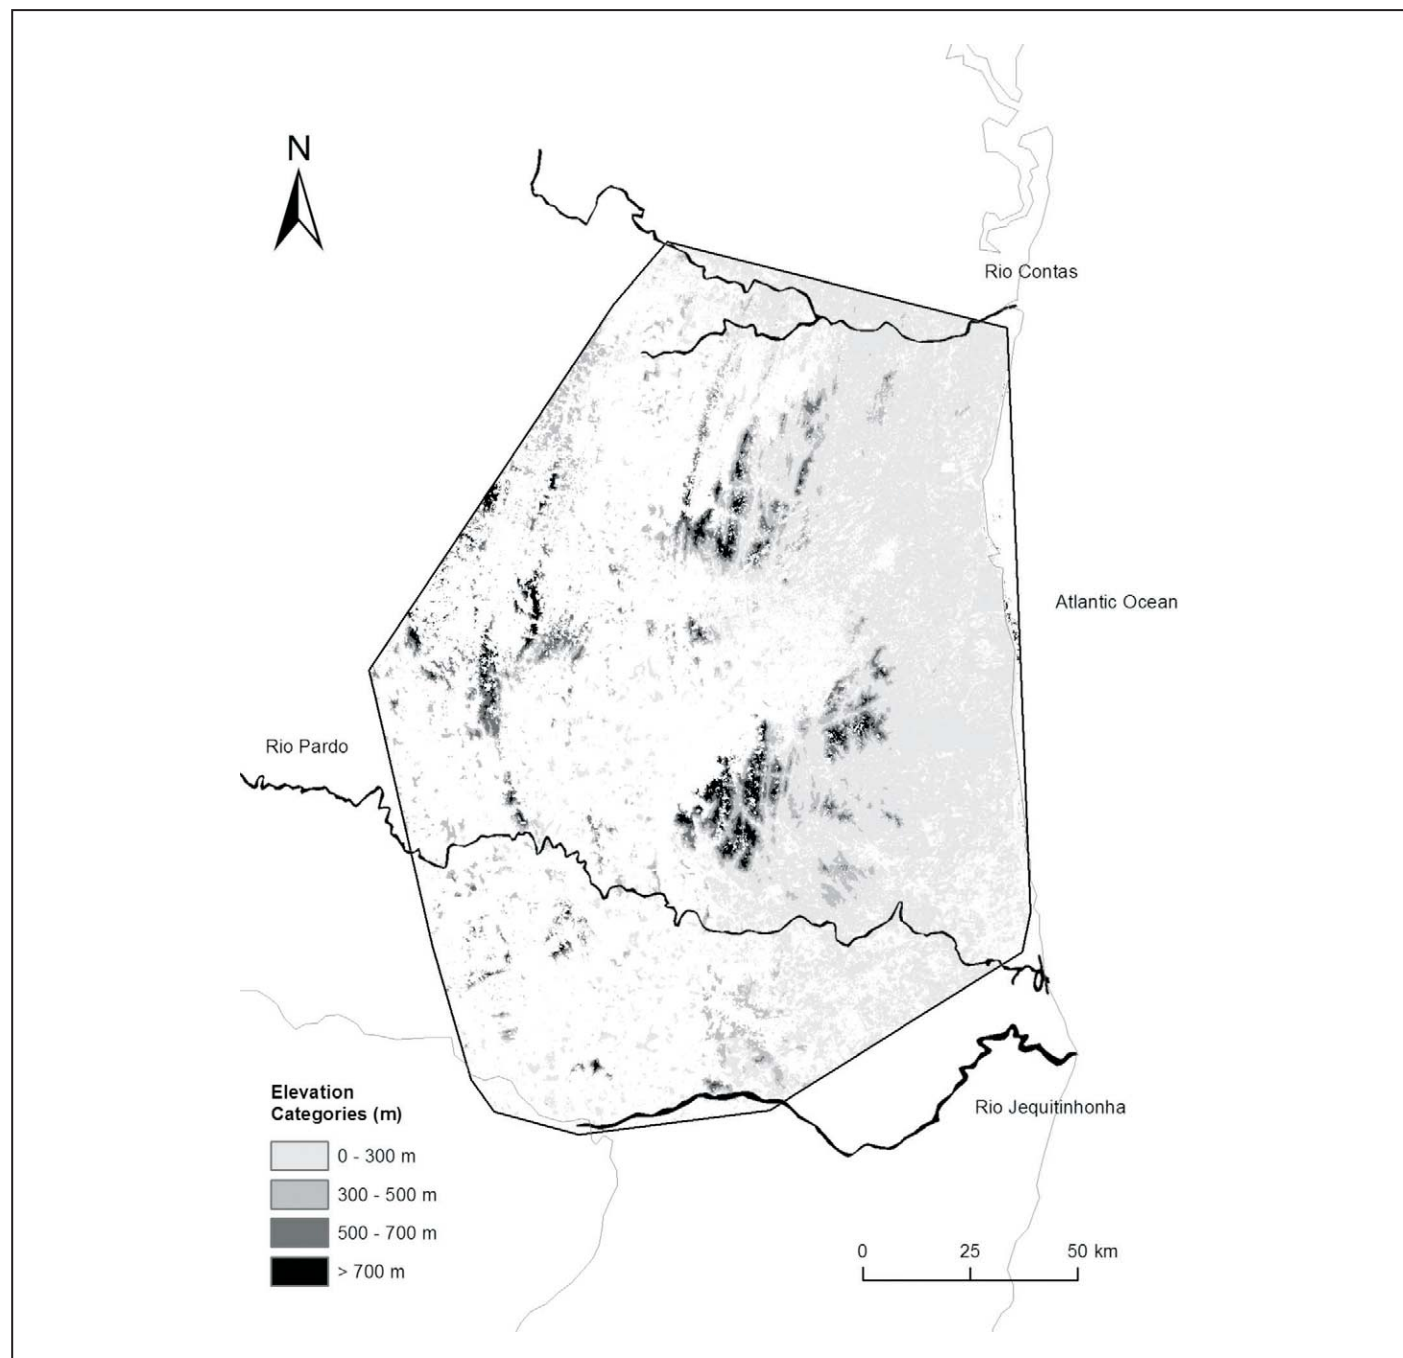 N
Rio Contas
Atlantic Ocean
Rio Pardo
Rio Jequitinhonha
Elevation
Categories (m)
0 - 300 m
300 - 500 m
500 - 700 m
> 700 m
0 25 50 km